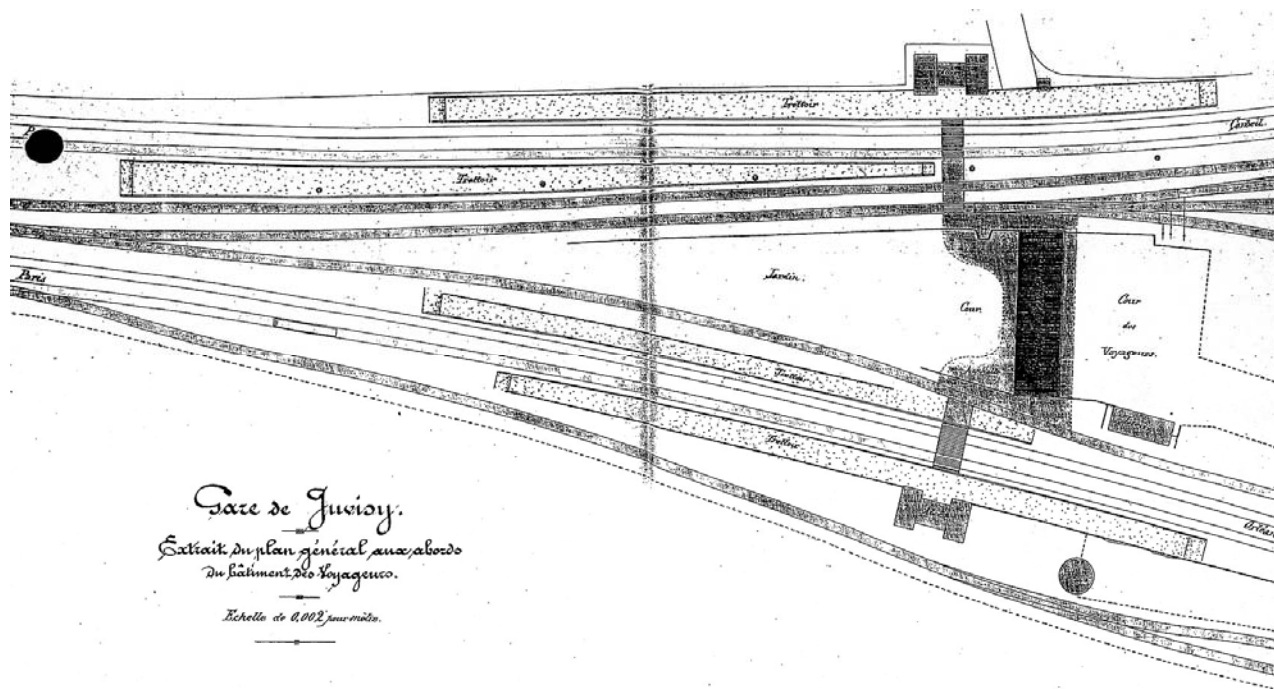 Trottoir
Corbeil.
P
Trottoir
Paris
Jardin.
Cour
Cour
des
Voyageurs.
Trottoir
Trottoir
Orléans
Gare de Juvisy.
Extrait du plan général aux abords
du bâtiment des Voyageurs.
Echelle de 0,002 pour mètre.